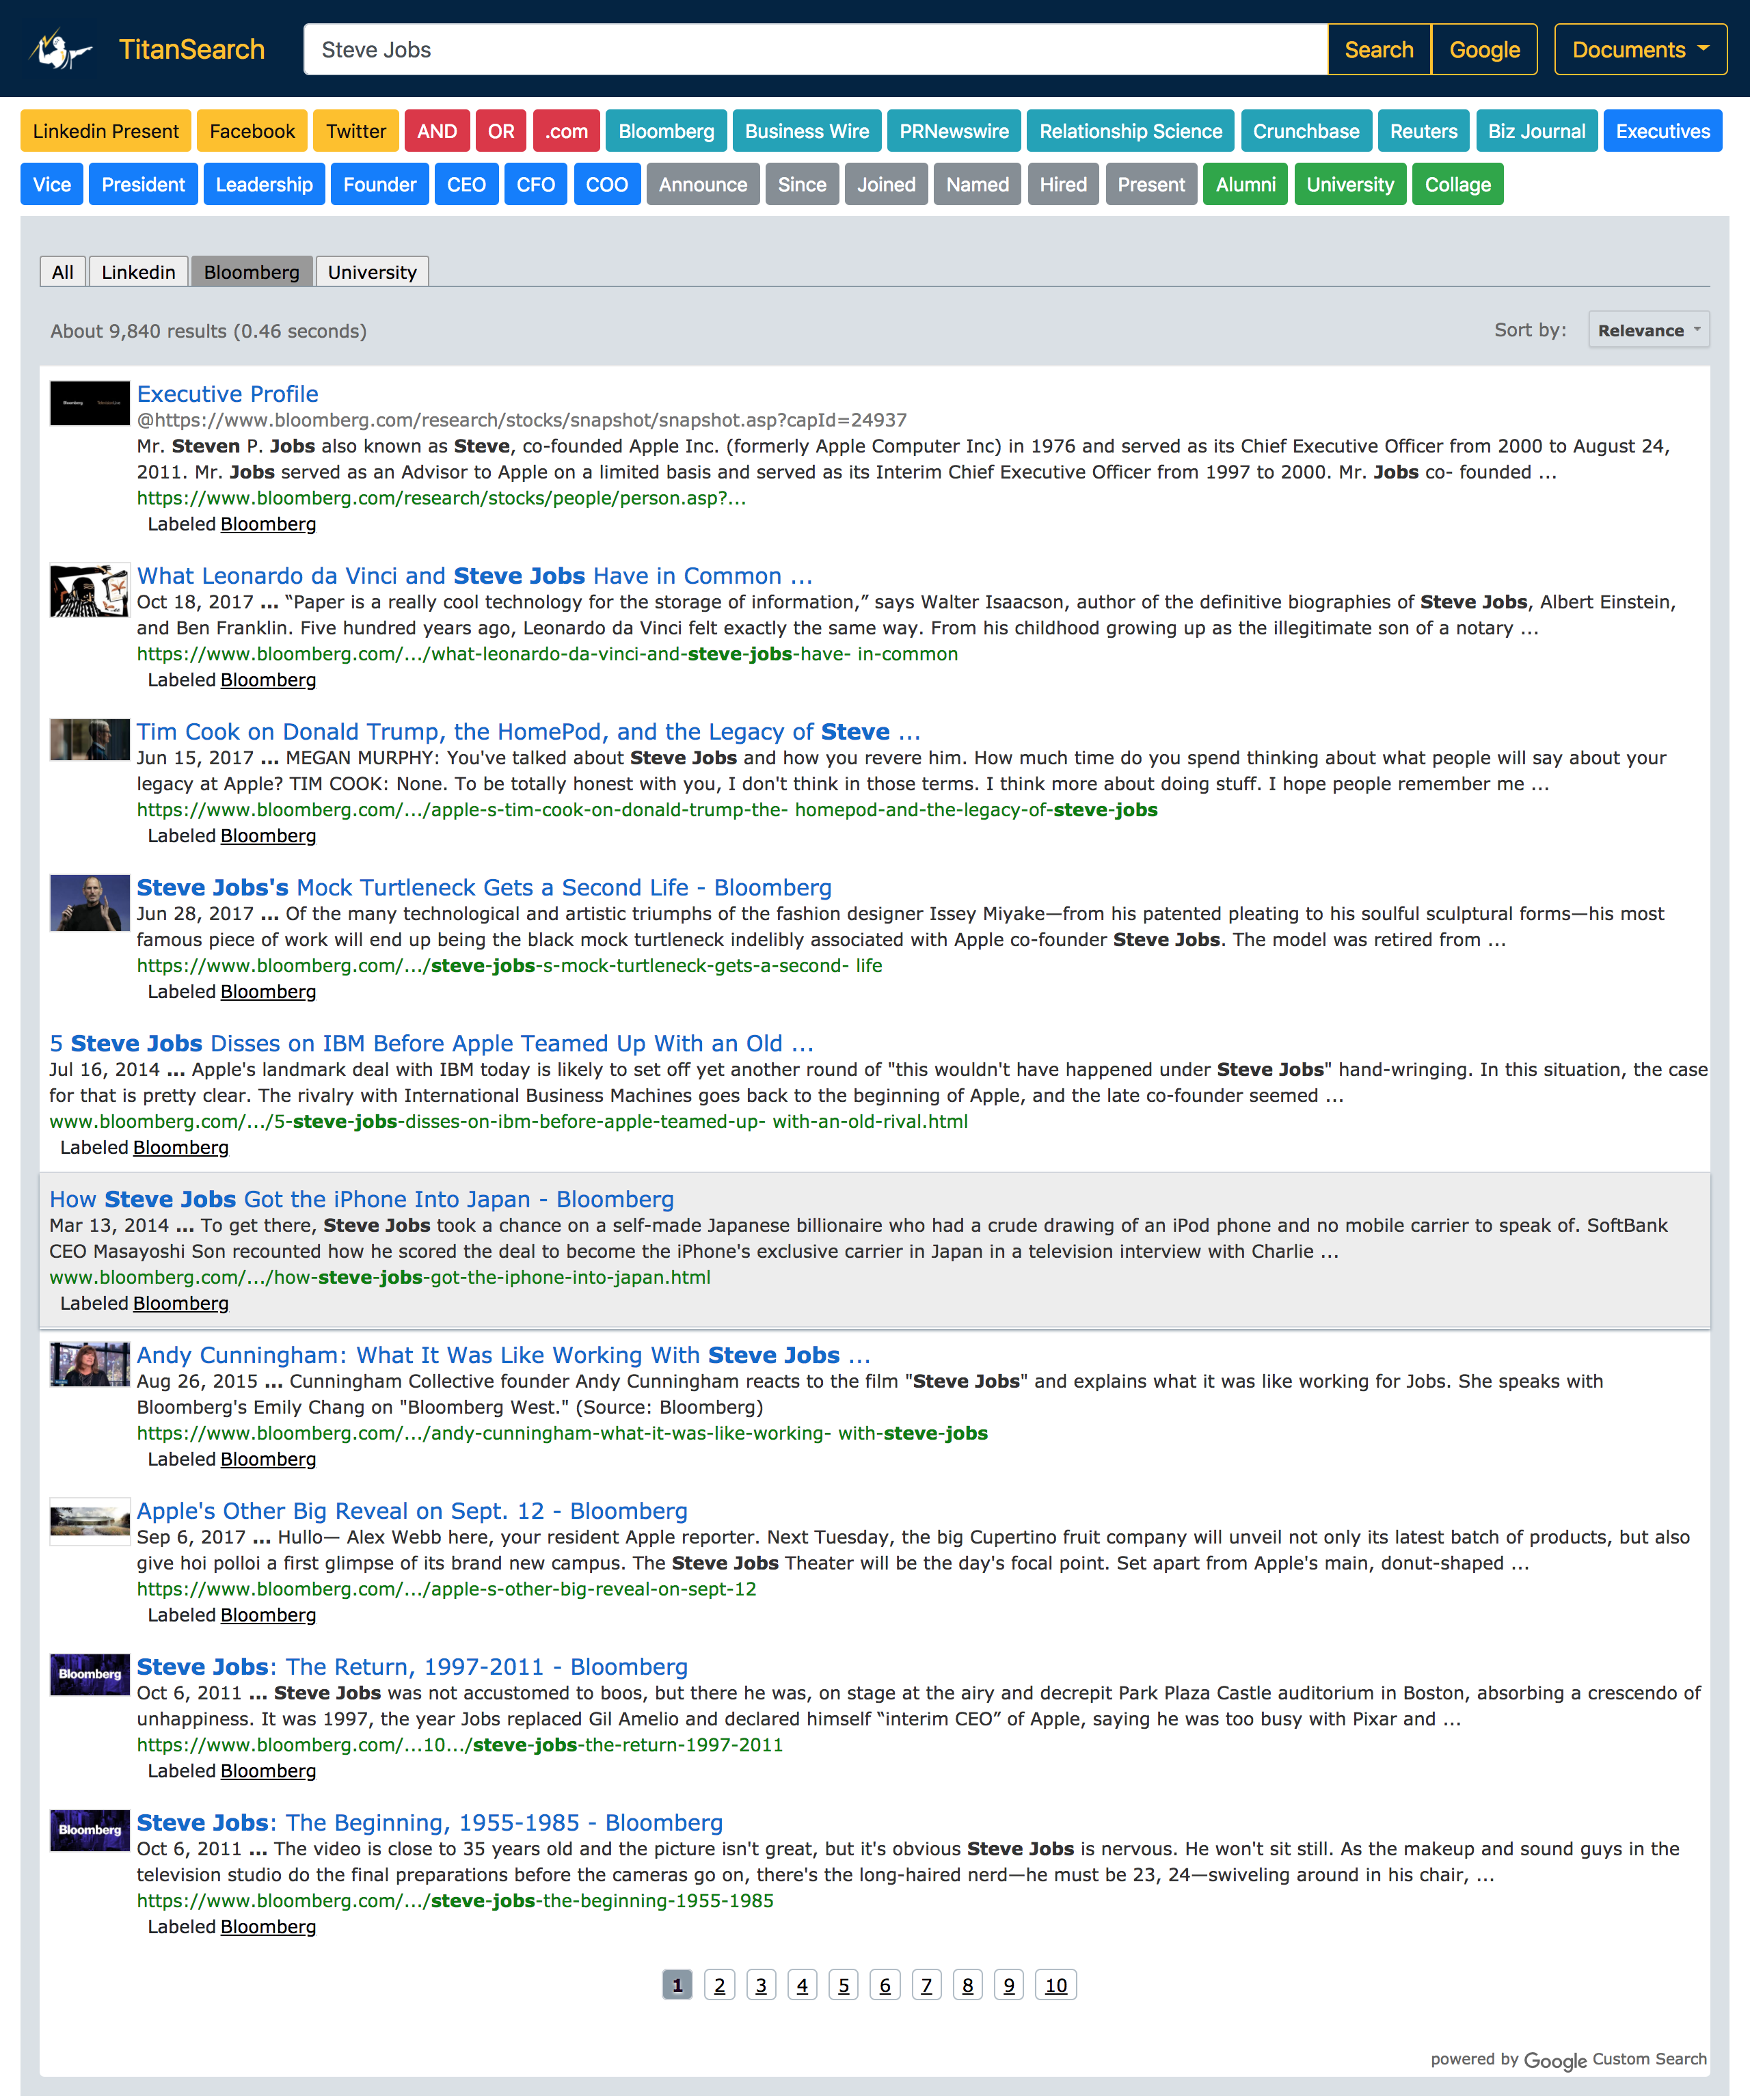 TitanSearch Steve Jobs Search Google Documents
Linkedin Present Facebook Twitter AND OR .com Bloomberg Business Wire PRNewswire Relationship Science Crunchbase Reuters Biz Journal Executives
Vice President Leadership Founder CEO CFO COO Announce Since Joined Named Hired Present Alumni University Collage
All Linkedin Bloomberg University
About 9,840 results (0.46 seconds) Sort by: Relevance
Executive Profile
@https://www.bloomberg.com/research/stocks/snapshot/snapshot.asp?capId=24937
Mr. Steven P. Jobs also known as Steve, co-founded Apple Inc. (formerly Apple Computer Inc) in 1976 and served as its Chief Executive Officer from 2000 to August 24,
2011. Mr. Jobs served as an Advisor to Apple on a limited basis and served as its Interim Chief Executive Officer from 1997 to 2000. Mr. Jobs co- founded ...
https://www.bloomberg.com/research/stocks/people/person.asp?...
Labeled Bloomberg
What Leonardo da Vinci and Steve Jobs Have in Common ...
Oct 18, 2017 ... “Paper is a really cool technology for the storage of information,” says Walter Isaacson, author of the definitive biographies of Steve Jobs, Albert Einstein,
and Ben Franklin. Five hundred years ago, Leonardo da Vinci felt exactly the same way. From his childhood growing up as the illegitimate son of a notary ...
https://www.bloomberg.com/.../what-leonardo-da-vinci-and-steve-jobs-have- in-common
Labeled Bloomberg
Tim Cook on Donald Trump, the HomePod, and the Legacy of Steve ...
Jun 15, 2017 ... MEGAN MURPHY: You've talked about Steve Jobs and how you revere him. How much time do you spend thinking about what people will say about your
legacy at Apple? TIM COOK: None. To be totally honest with you, I don't think in those terms. I think more about doing stuff. I hope people remember me ...
https://www.bloomberg.com/.../apple-s-tim-cook-on-donald-trump-the- homepod-and-the-legacy-of-steve-jobs
Labeled Bloomberg
Steve Jobs's Mock Turtleneck Gets a Second Life - Bloomberg
Jun 28, 2017 ... Of the many technological and artistic triumphs of the fashion designer Issey Miyake—from his patented pleating to his soulful sculptural forms—his most
famous piece of work will end up being the black mock turtleneck indelibly associated with Apple co-founder Steve Jobs. The model was retired from ...
https://www.bloomberg.com/.../steve-jobs-s-mock-turtleneck-gets-a-second- life
Labeled Bloomberg
5 Steve Jobs Disses on IBM Before Apple Teamed Up With an Old ...
Jul 16, 2014 ... Apple's landmark deal with IBM today is likely to set off yet another round of "this wouldn't have happened under Steve Jobs" hand-wringing. In this situation, the case
for that is pretty clear. The rivalry with International Business Machines goes back to the beginning of Apple, and the late co-founder seemed ...
www.bloomberg.com/.../5-steve-jobs-disses-on-ibm-before-apple-teamed-up- with-an-old-rival.html
Labeled Bloomberg
How Steve Jobs Got the iPhone Into Japan - Bloomberg
Mar 13, 2014 ... To get there, Steve Jobs took a chance on a self-made Japanese billionaire who had a crude drawing of an iPod phone and no mobile carrier to speak of. SoftBank
CEO Masayoshi Son recounted how he scored the deal to become the iPhone's exclusive carrier in Japan in a television interview with Charlie ...
www.bloomberg.com/.../how-steve-jobs-got-the-iphone-into-japan.html
Labeled Bloomberg
Andy Cunningham: What It Was Like Working With Steve Jobs ...
Aug 26, 2015 ... Cunningham Collective founder Andy Cunningham reacts to the film "Steve Jobs" and explains what it was like working for Jobs. She speaks with
Bloomberg's Emily Chang on "Bloomberg West." (Source: Bloomberg)
https://www.bloomberg.com/.../andy-cunningham-what-it-was-like-working- with-steve-jobs
Labeled Bloomberg
Apple's Other Big Reveal on Sept. 12 - Bloomberg
Sep 6, 2017 ... Hullo— Alex Webb here, your resident Apple reporter. Next Tuesday, the big Cupertino fruit company will unveil not only its latest batch of products, but also
give hoi polloi a first glimpse of its brand new campus. The Steve Jobs Theater will be the day's focal point. Set apart from Apple's main, donut-shaped ...
https://www.bloomberg.com/.../apple-s-other-big-reveal-on-sept-12
Labeled Bloomberg
Bloomberg
Steve Jobs: The Return, 1997-2011 - Bloomberg
Oct 6, 2011 ... Steve Jobs was not accustomed to boos, but there he was, on stage at the airy and decrepit Park Plaza Castle auditorium in Boston, absorbing a crescendo of
unhappiness. It was 1997, the year Jobs replaced Gil Amelio and declared himself “interim CEO” of Apple, saying he was too busy with Pixar and ...
https://www.bloomberg.com/...10.../steve-jobs-the-return-1997-2011
Labeled Bloomberg
Bloomberg
Steve Jobs: The Beginning, 1955-1985 - Bloomberg
Oct 6, 2011 ... The video is close to 35 years old and the picture isn't great, but it's obvious Steve Jobs is nervous. He won't sit still. As the makeup and sound guys in the
television studio do the final preparations before the cameras go on, there's the long-haired nerd—he must be 23, 24—swiveling around in his chair, ...
https://www.bloomberg.com/.../steve-jobs-the-beginning-1955-1985
Labeled Bloomberg
1 2 3 4 5 6 7 8 9 10
powered by Google Custom Search